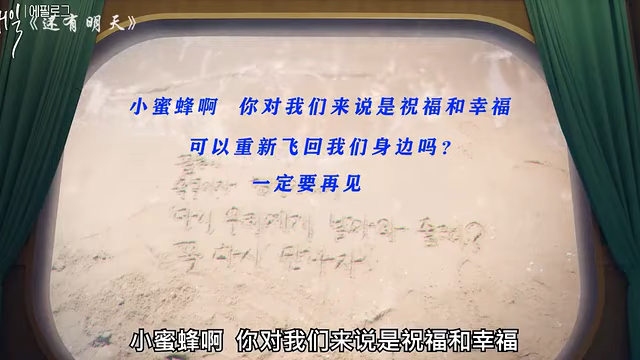 에필로그
《还有明天》
小蜜蜂啊 你对我们来说是祝福和幸福
可以重新飞回我们身边吗?
一定要再见
다시 우리에게 날아와 줄래?
꼭 다시 만나자!
小蜜蜂啊 你对我们来说是祝福和幸福